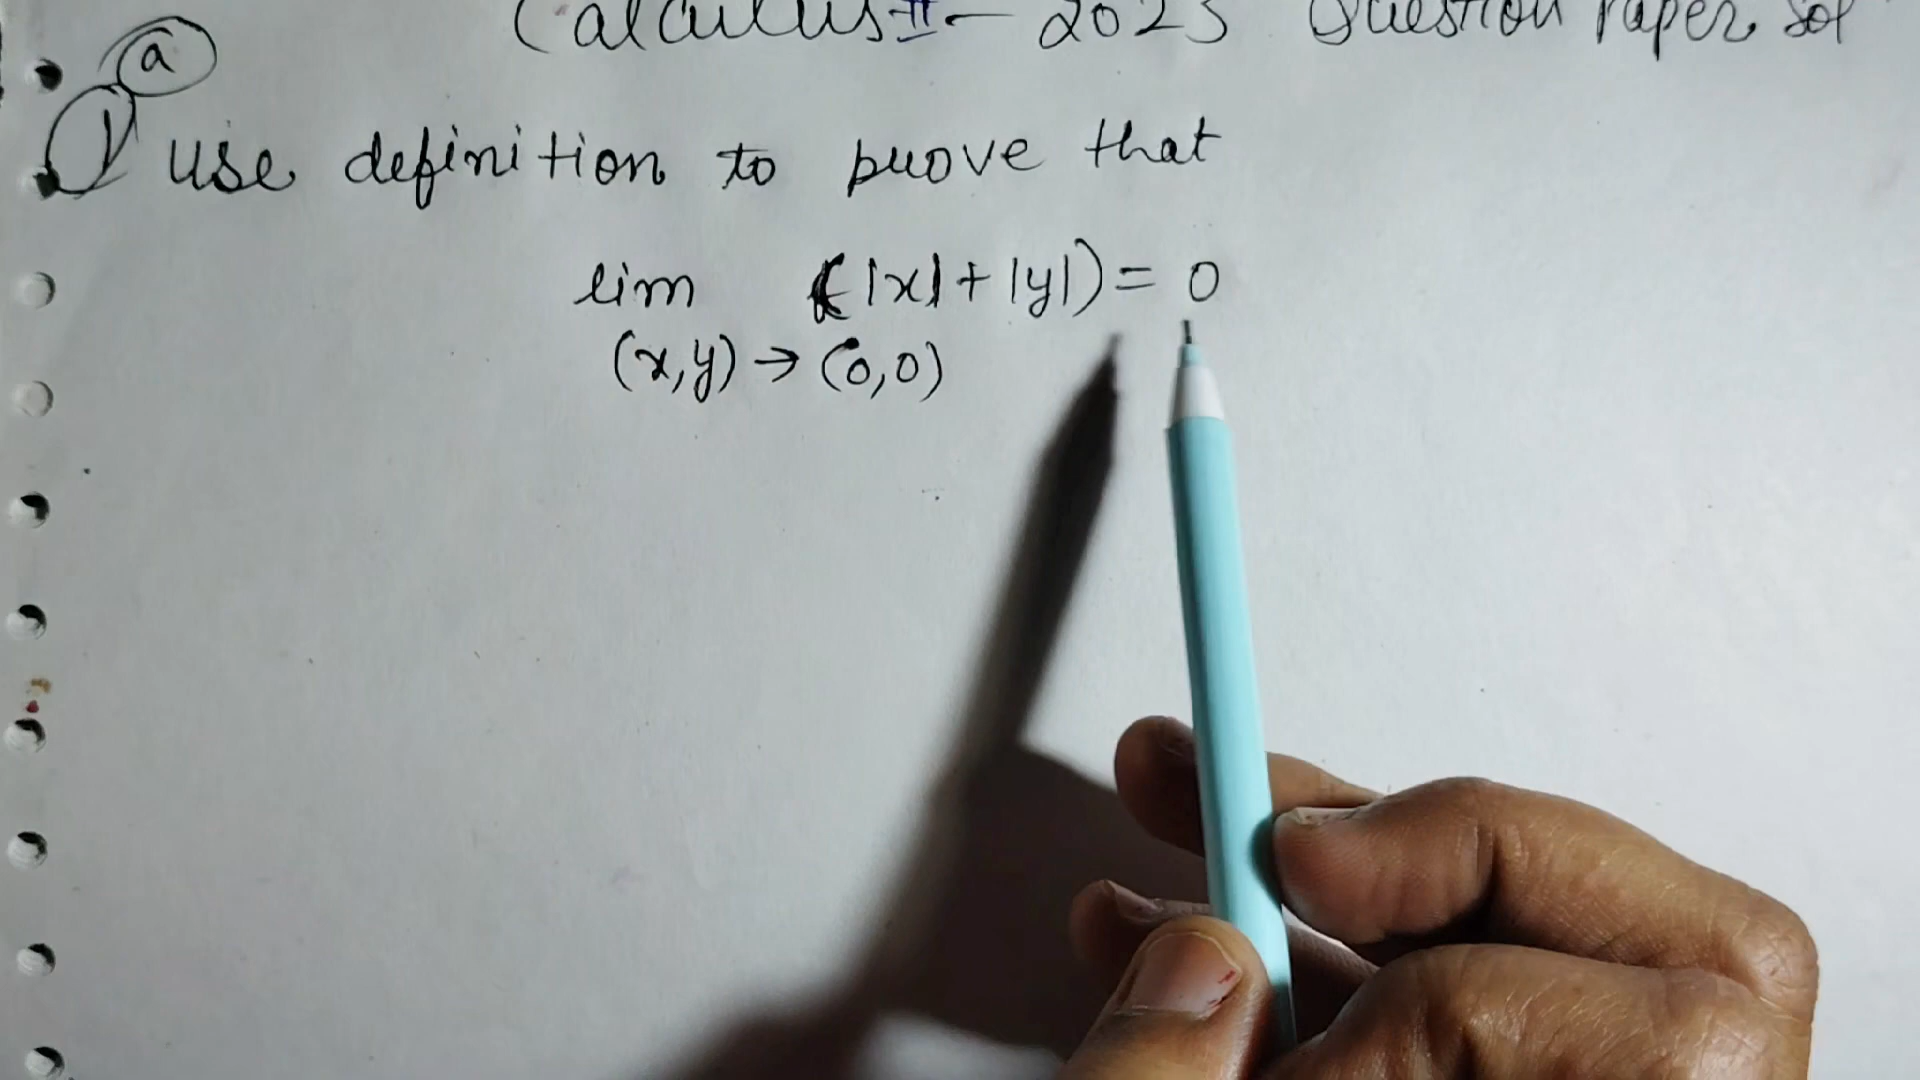 Calculus-II - 2023 Question Paper Sol
a
1 use definition to prove that
lim (|x| + |y|) = 0
(x,y) → (0,0)